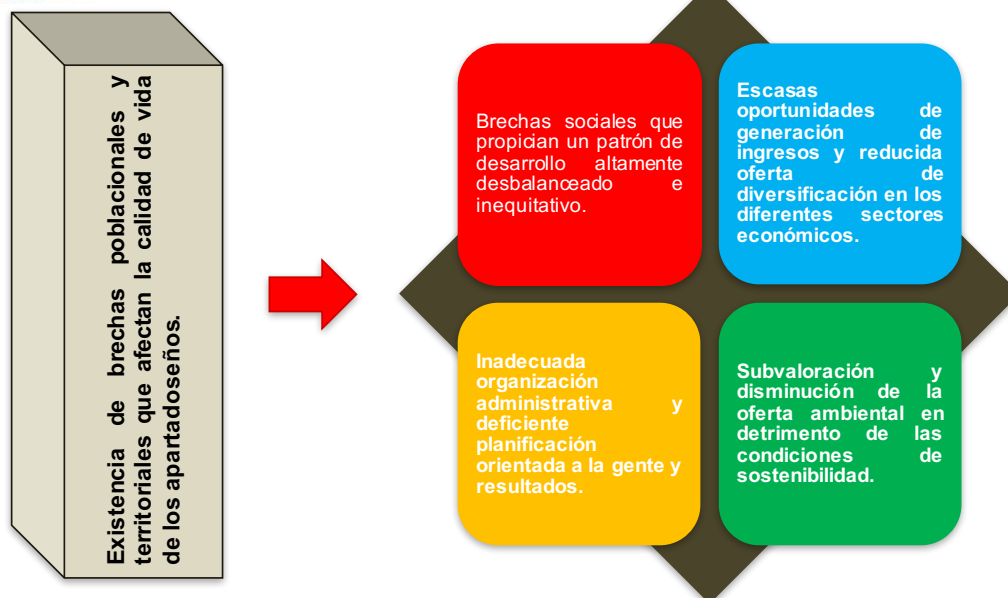 Existencia de brechas poblacionales y
territoriales que afectan la calidad de vida
de los apartadoseños.
Brechas sociales que
propician un patrón de
desarrollo altamente
desbalanceado e
inequitativo.
Escasas
oportunidades de
generación de
ingresos y reducida
oferta de
diversificación en los
diferentes sectores
económicos.
Inadecuada
organización
administrativa y
deficiente
planificación
orientada a la gente y
resultados.
Subvaloración y
disminución de la
oferta ambiental en
detrimento de las
condiciones de
sostenibilidad.